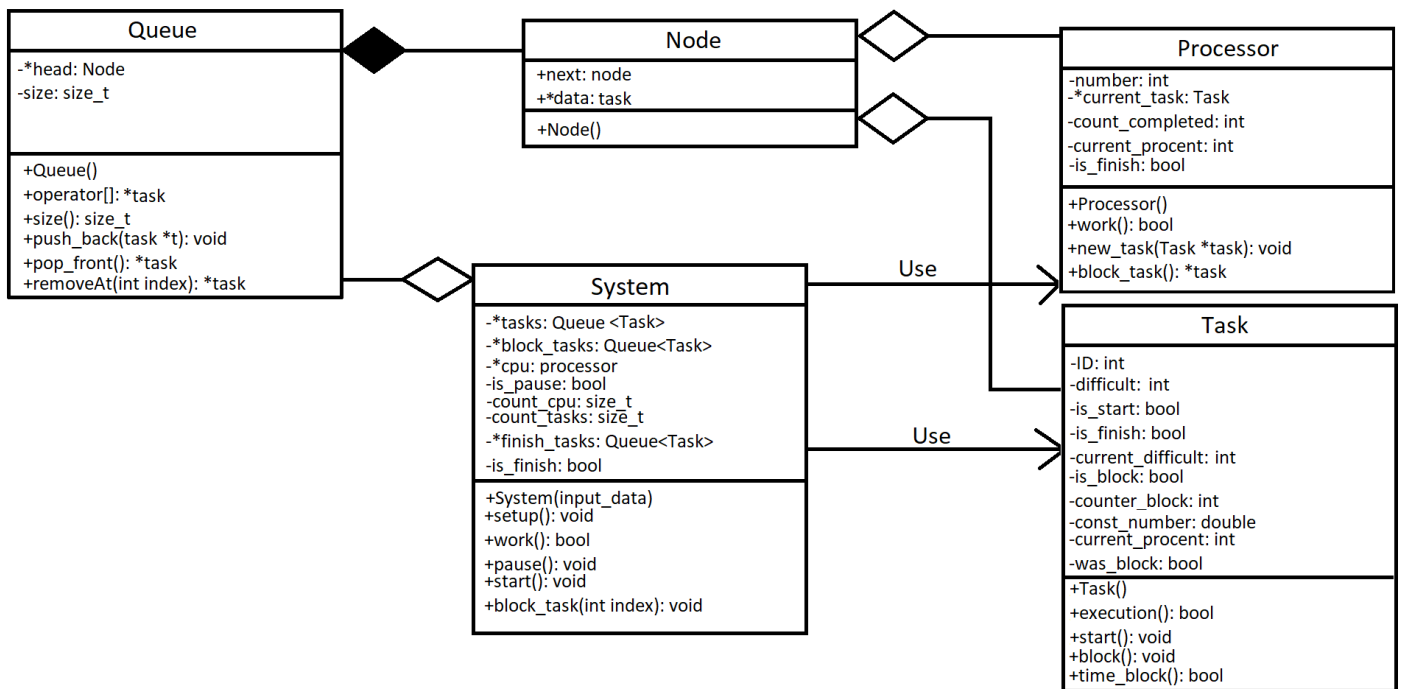 Queue
-*head: Node
-size: size_t
+Queue()
+operator[]: *task
+size(): size_t
+push_back(task *t): void
+pop_front(): *task
+removeAt(int index): *task
Node
+next: node
+*data: task
+Node()
Processor
-number: int
-*current_task: Task
-count_completed: int
-current_procent: int
-is_finish: bool
+Processor()
+work(): bool
+new_task(Task *task): void
+block_task(): *task
System
-*tasks: Queue <Task>
-*block_tasks: Queue<Task>
-*cpu: processor
-is_pause: bool
-count_cpu: size_t
-count_tasks: size_t
-*finish_tasks: Queue<Task>
-is_finish: bool
+System(input_data)
+setup(): void
+work(): bool
+pause(): void
+start(): void
+block_task(int index): void
Use
Use
Task
-ID: int
-difficult: int
-is_start: bool
-is_finish: bool
-current_difficult: int
-is_block: bool
-counter_block: int
-const_number: double
-current_procent: int
-was_block: bool
+Task()
+execution(): bool
+start(): void
+block(): void
+time_block(): bool